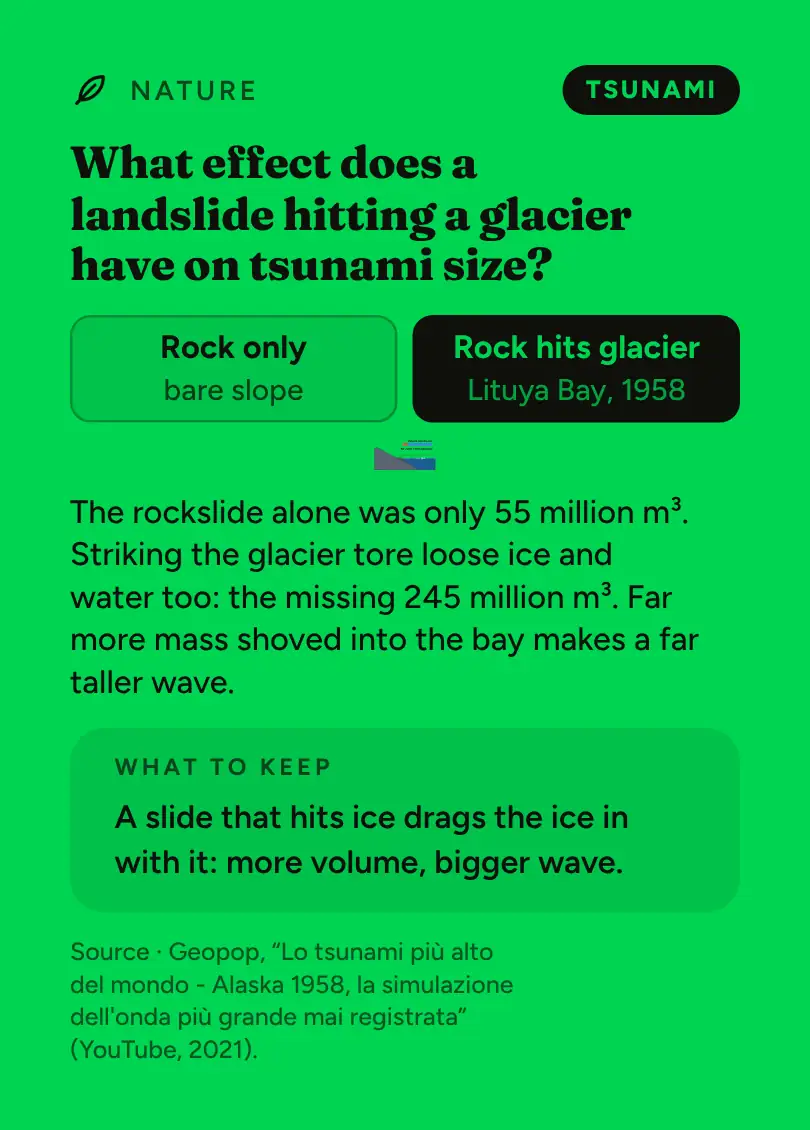 NATURE
TSUNAMI
What effect does a
landslide hitting a glacier
have on tsunami size?
Rock only
bare slope
Rock hits glacier
Lituya Bay, 1958
The rockslide alone was only 55 million m³.
Striking the glacier tore loose ice and
water too: the missing 245 million m³. Far
more mass shoved into the bay makes a far
taller wave.
WHAT TO KEEP
A slide that hits ice drags the ice in
with it: more volume, bigger wave.
Source · Geopop, “Lo tsunami più alto
del mondo - Alaska 1958, la simulazione
dell'onda più grande mai registrata”
(YouTube, 2021).